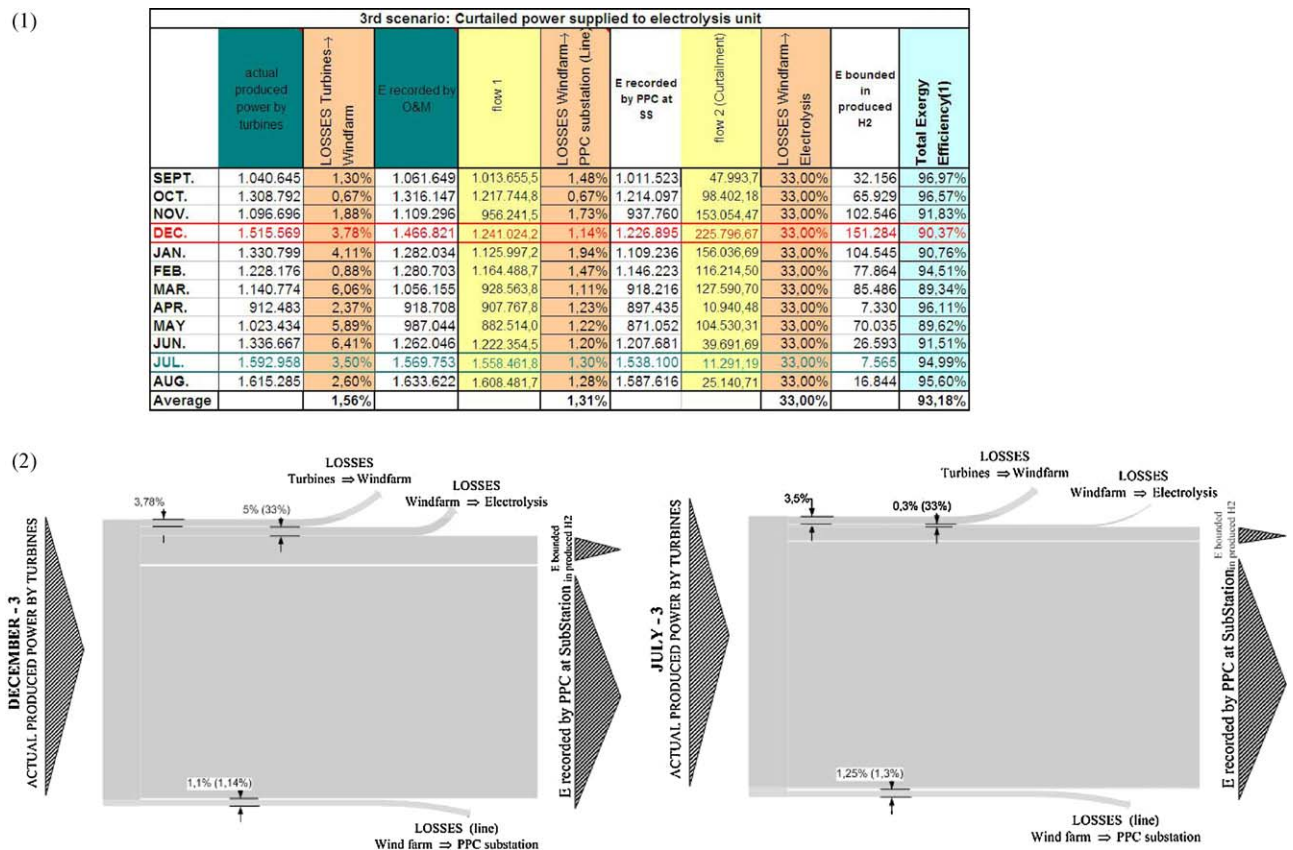 (1)
3rd scenario: Curtailed power supplied to electrolysis unit
actual produced power by turbines | LOSSES Turbines→ Windfarm | E recorded by O&M | flow 1 | LOSSES Windfarm→ PPC substation (Line) | E recorded by PPC at SS | flow 2 (Curtailment) | LOSSES Windfarm→ Electrolysis | E bounded in produced H2 | Total Exergy Efficiency(1)
SEPT. 1.040.645 1,30% 1.061.649 1.013.655,5 1,48% 1.011.523 47.993,7 33,00% 32.156 96,97%
OCT. 1.308.792 0,67% 1.316.147 1.217.744,8 0,67% 1.214.097 98.402,18 33,00% 65.929 96,57%
NOV. 1.096.696 1,88% 1.109.296 956.241,5 1,73% 937.760 153.054,47 33,00% 102.546 91,83%
DEC. 1.515.569 3,78% 1.466.821 1.241.024,2 1,14% 1.226.895 225.796,67 33,00% 151.284 90,37%
JAN. 1.330.799 4,11% 1.282.034 1.125.997,2 1,94% 1.109.236 156.036,69 33,00% 104.545 90,76%
FEB. 1.228.176 0,88% 1.280.703 1.164.488,7 1,47% 1.146.223 116.214,50 33,00% 77.864 94,51%
MAR. 1.140.774 6,06% 1.056.155 928.563,8 1,11% 918.216 127.590,70 33,00% 85.486 89,34%
APR. 912.483 2,37% 918.708 907.767,8 1,23% 897.435 10.940,48 33,00% 7.330 96,11%
MAY 1.023.434 5,89% 987.044 882.514,0 1,22% 871.052 104.530,31 33,00% 70.035 89,62%
JUN. 1.336.667 6,41% 1.262.046 1.222.354,5 1,20% 1.207.681 39.691,69 33,00% 26.593 91,51%
JUL. 1.592.958 3,50% 1.569.753 1.558.461,8 1,30% 1.538.100 11.291,19 33,00% 7.565 94,99%
AUG. 1.615.285 2,60% 1.633.622 1.608.481,7 1,28% 1.587.616 25.140,71 33,00% 16.844 95,60%
Average 1,56% 1,31% 33,00% 93,18%
(2)
DECEMBER - 3
ACTUAL PRODUCED POWER BY TURBINES
3,78%
5% (33%)
LOSSES
Turbines ⇒ Windfarm
LOSSES
Windfarm ⇒ Electrolysis
E bounded
in produced H2
E recorded by PPC at SubStation
1,1% (1,14%)
LOSSES (line)
Wind farm ⇒ PPC substation
JULY - 3
ACTUAL PRODUCED POWER BY TURBINES
3,5%
0,3% (33%)
LOSSES
Turbines ⇒ Windfarm
LOSSES
Windfarm ⇒ Electrolysis
E bounded
in produced H2
E recorded by PPC at SubStation
1,25% (1,3%)
LOSSES (line)
Wind farm ⇒ PPC substation